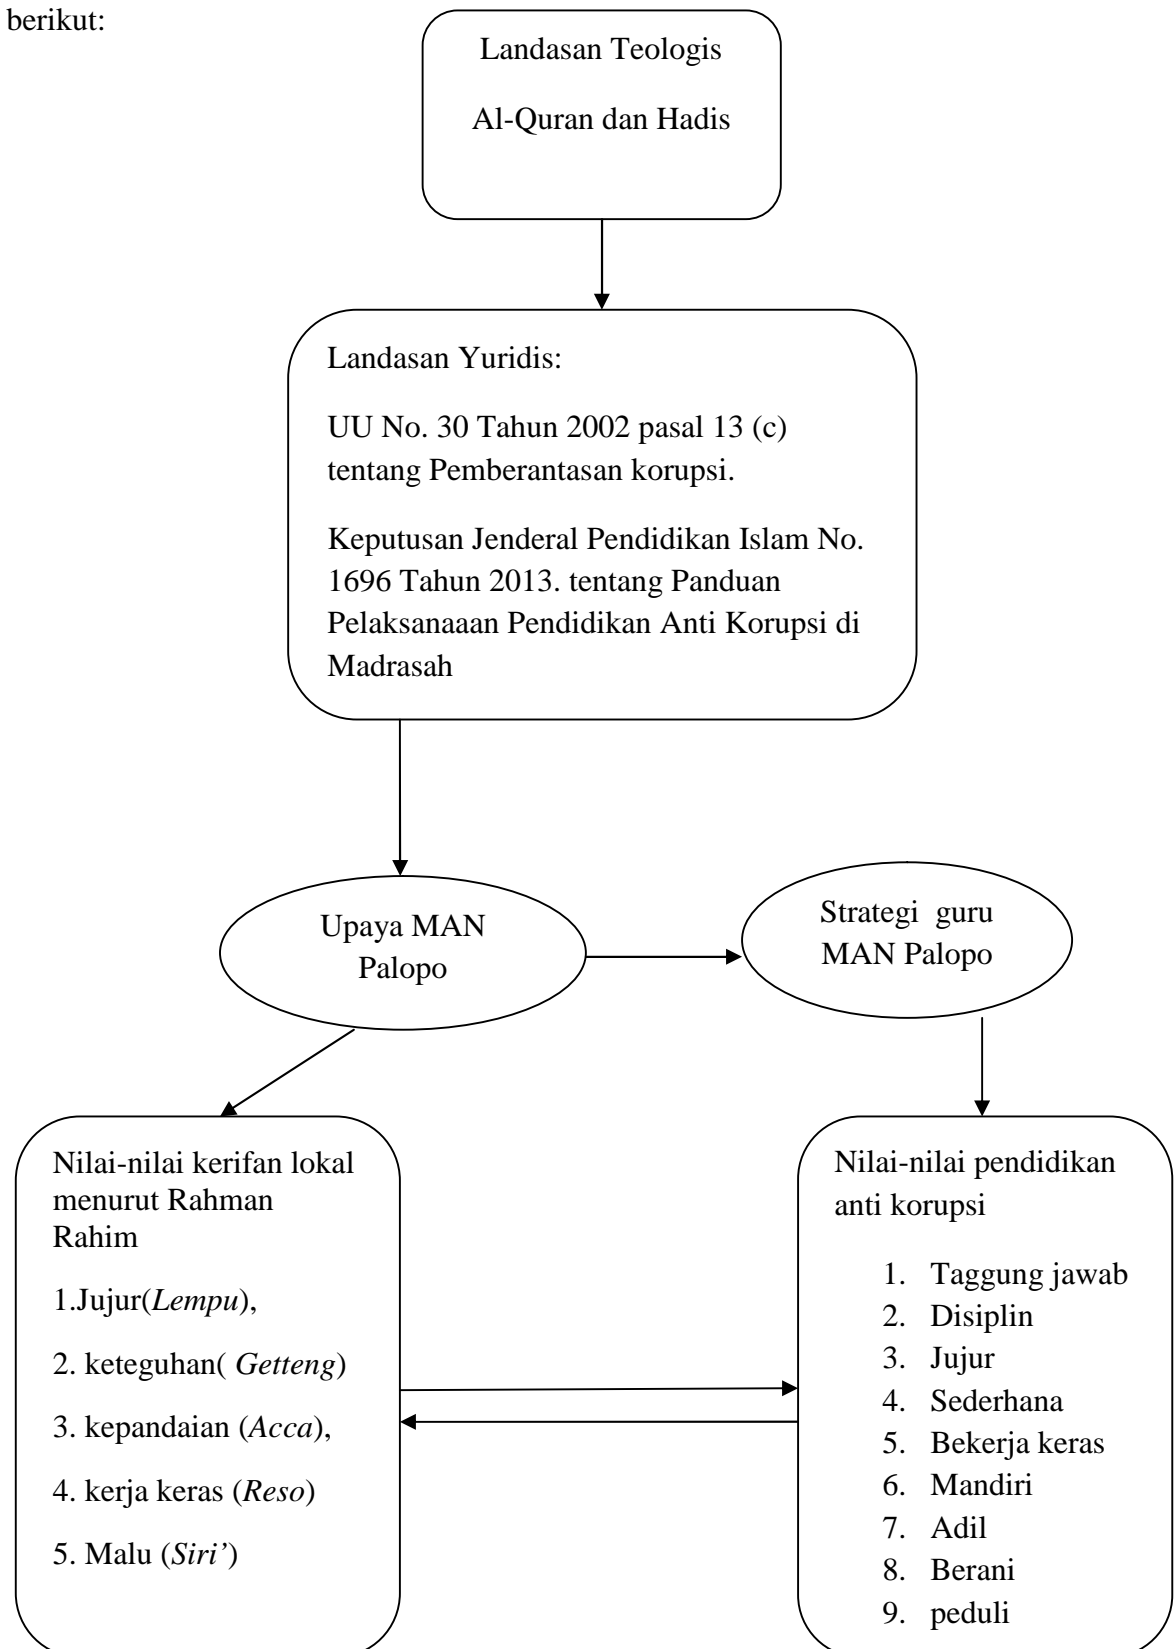 berikut:
Landasan Teologis
Al-Quran dan Hadis
Landasan Yuridis:
UU No. 30 Tahun 2002 pasal 13 (c)
tentang Pemberantasan korupsi.
Keputusan Jenderal Pendidikan Islam No.
1696 Tahun 2013. tentang Panduan
Pelaksanaaan Pendidikan Anti Korupsi di
Madrasah
Upaya MAN
Palopo
Strategi  guru
MAN Palopo
Nilai-nilai kerifan lokal
menurut Rahman
Rahim
1.Jujur(Lempu),
2. keteguhan( Getteng)
3. kepandaian (Acca),
4. kerja keras (Reso)
5. Malu (Siri’)
Nilai-nilai pendidikan
anti korupsi
1. Taggung jawab
2. Disiplin
3. Jujur
4. Sederhana
5. Bekerja keras
6. Mandiri
7. Adil
8. Berani
9. peduli